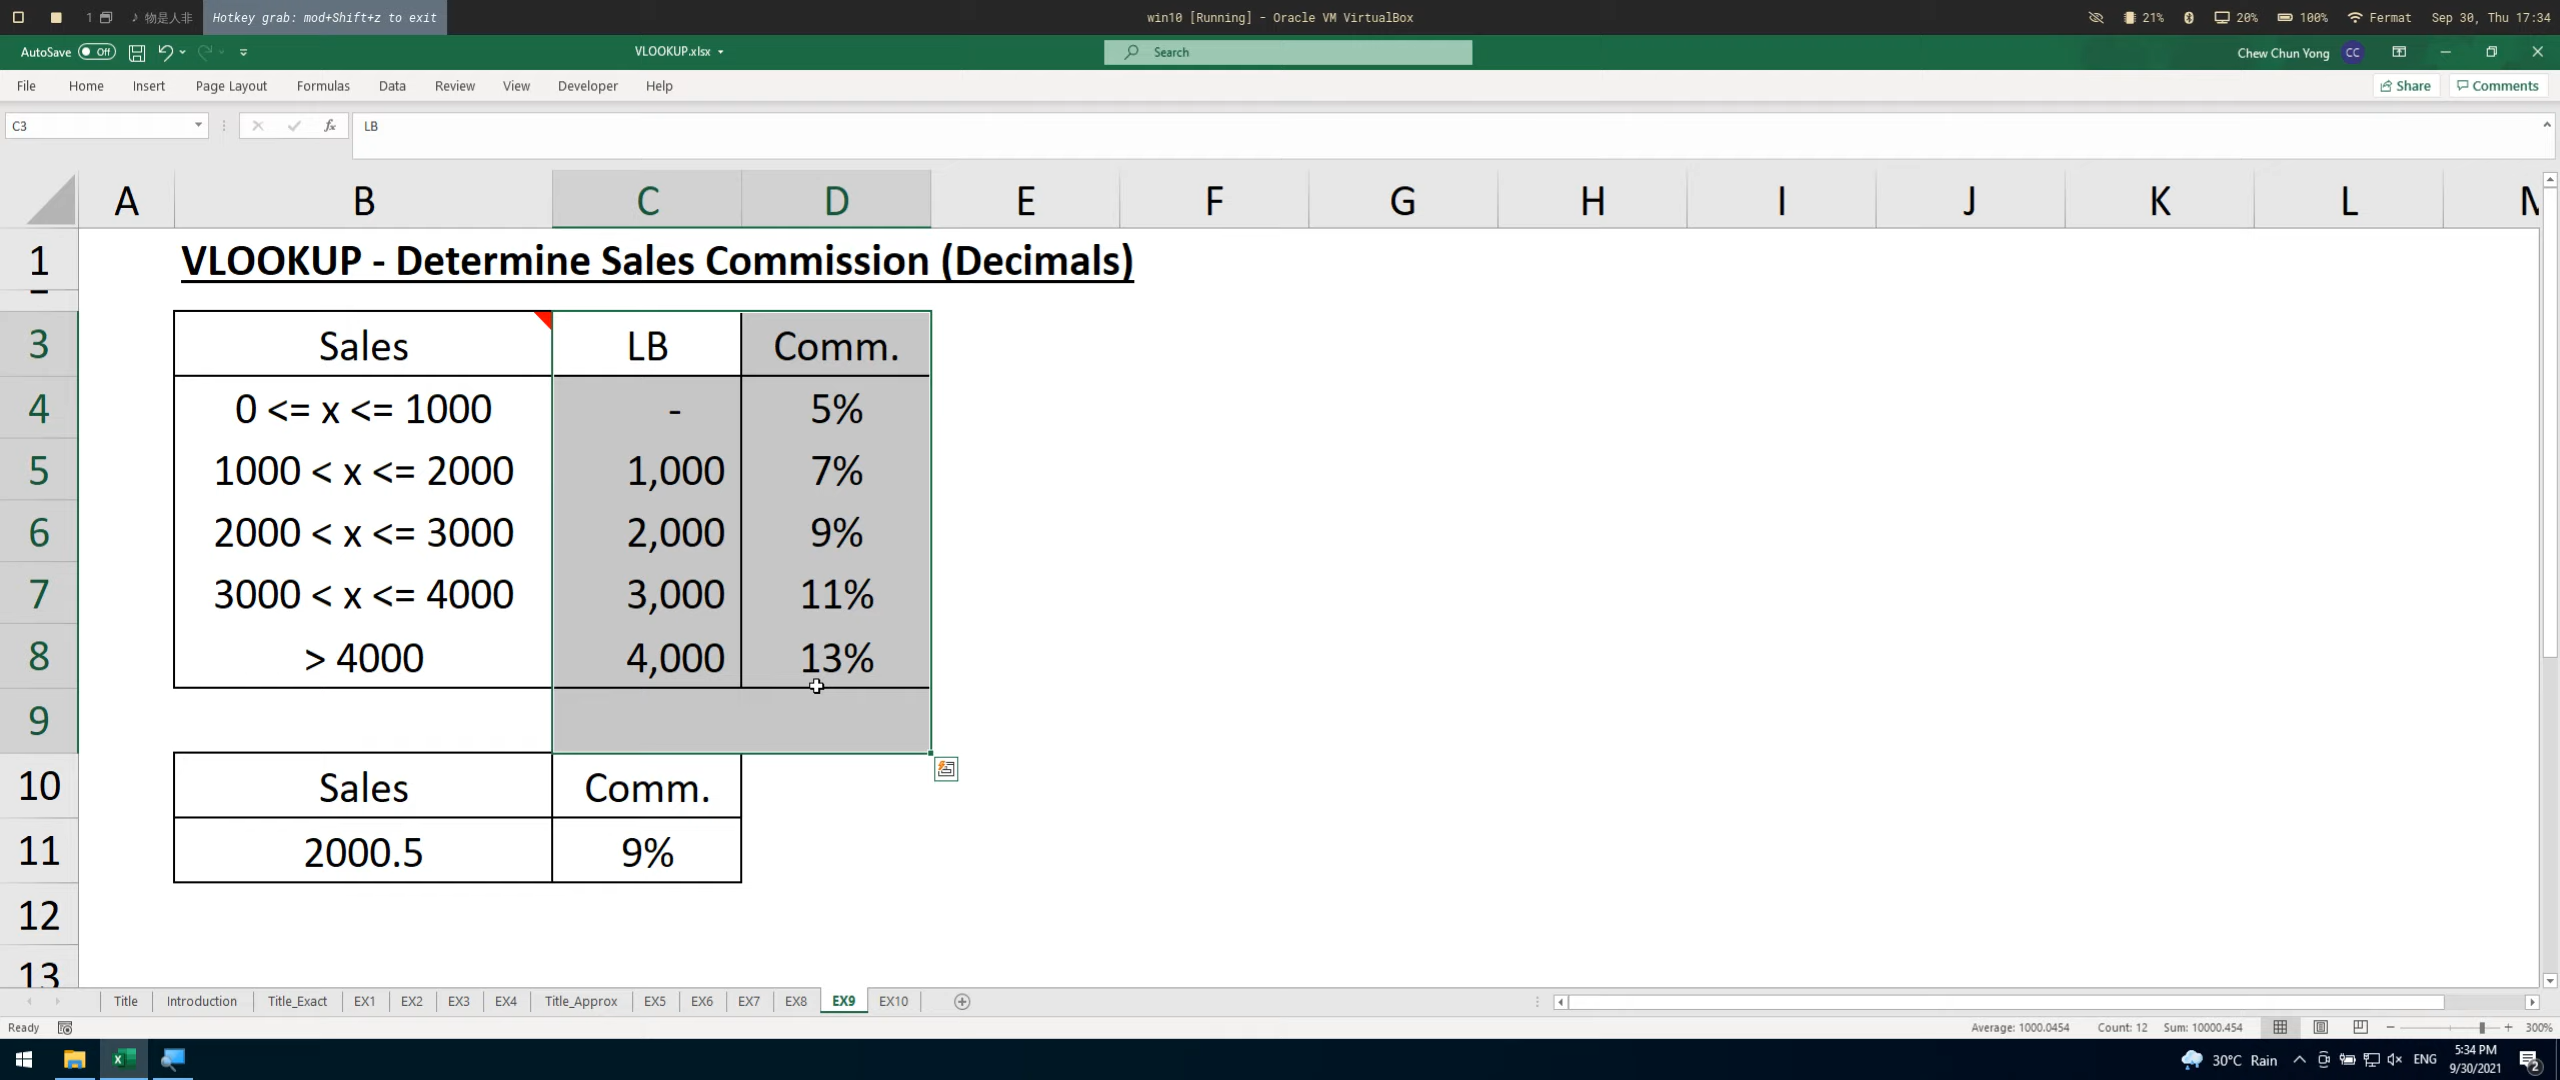 1 ♪ 物是人非 Hotkey grab: mod+Shift+z to exit win10 [Running] - Oracle VM VirtualBox 21% 20% 100% Fermat Sep 30, Thu 17:34
AutoSave Off VLOOKUP.xlsx Search Chew Chun Yong CC
File Home Insert Page Layout Formulas Data Review View Developer Help Share Comments
C3 fx LB
A B C D E F G H I J K L M
1 VLOOKUP - Determine Sales Commission (Decimals)
3 Sales LB Comm.
4 0 <= x <= 1000 - 5%
5 1000 < x <= 2000 1,000 7%
6 2000 < x <= 3000 2,000 9%
7 3000 < x <= 4000 3,000 11%
8 > 4000 4,000 13%
9
10 Sales Comm.
11 2000.5 9%
12
13
Title Introduction Title_Exact EX1 EX2 EX3 EX4 Title_Approx EX5 EX6 EX7 EX8 EX9 EX10
Ready Average: 1000.0454 Count: 12 Sum: 10000.454 300%
30°C Rain ENG 5:34 PM
9/30/2021 2